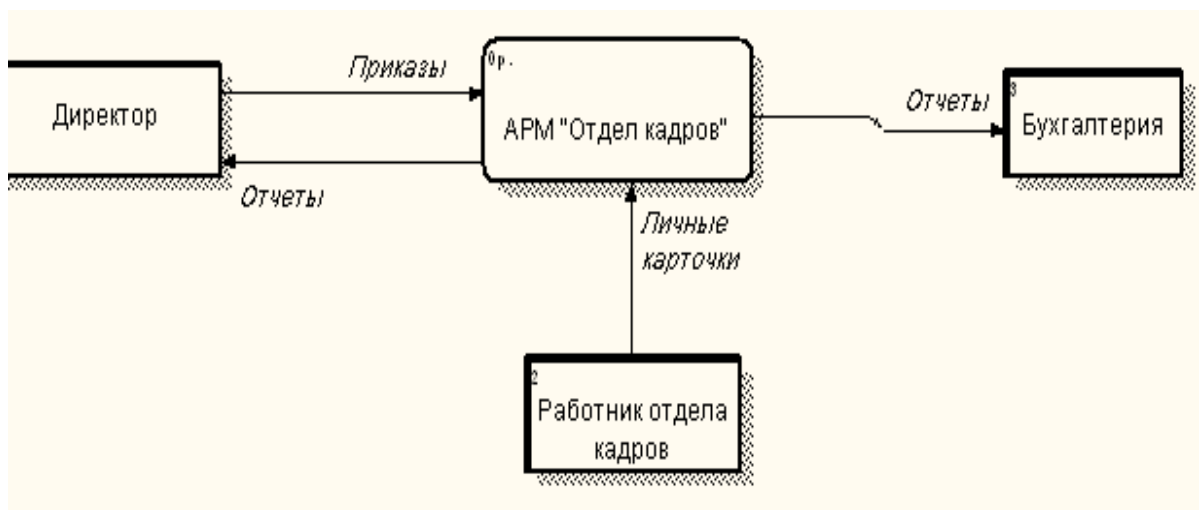 Приказы
0р.
Директор
АРМ "Отдел кадров"
Отчеты
3
Бухгалтерия
Отчеты
Личные
карточки
2
Работник отдела
кадров